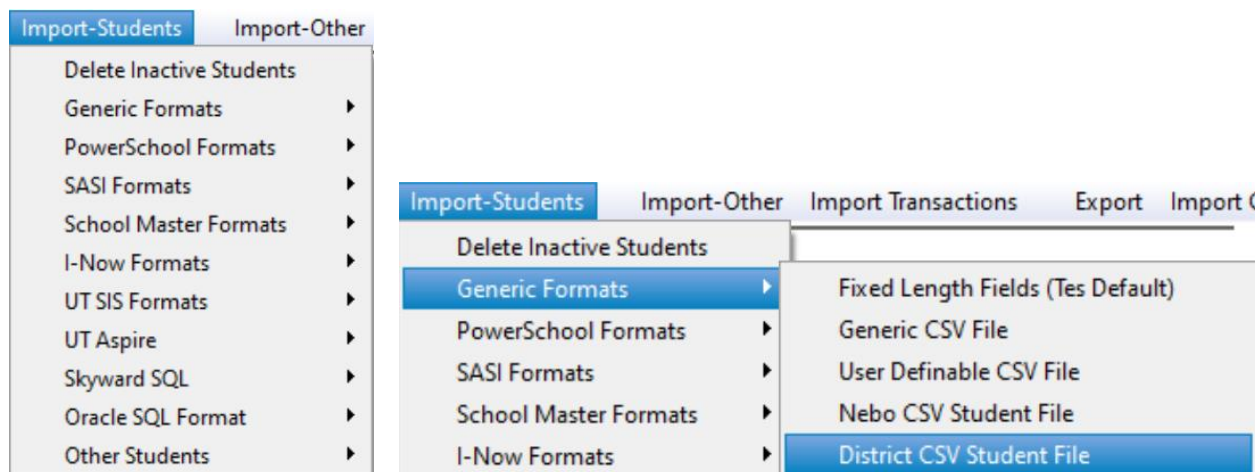 Import-Students Import-Other
Delete Inactive Students
Generic Formats
PowerSchool Formats
SASI Formats
School Master Formats
I-Now Formats
UT SIS Formats
UT Aspire
Skyward SQL
Oracle SQL Format
Other Students
Import-Students Import-Other Import Transactions Export Import
Delete Inactive Students
Generic Formats
PowerSchool Formats
SASI Formats
School Master Formats
I-Now Formats
Fixed Length Fields (Tes Default)
Generic CSV File
User Definable CSV File
Nebo CSV Student File
District CSV Student File